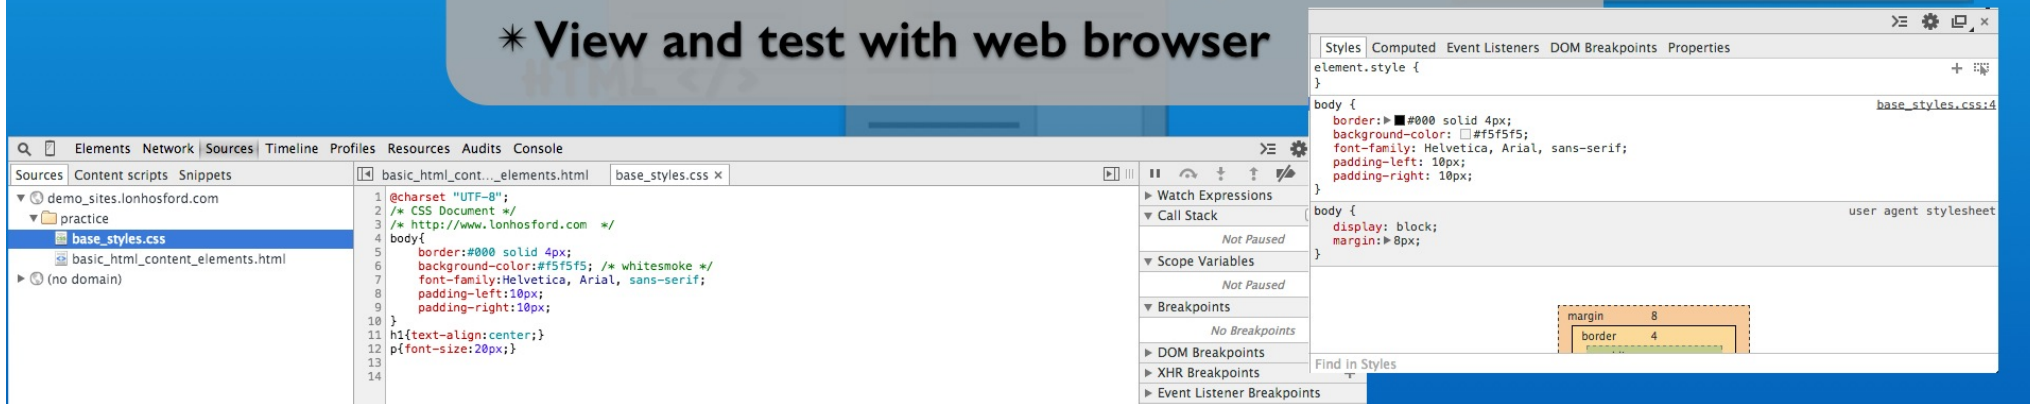 ✴ View and test with web browser
HTML </>
Elements Network Sources Timeline Profiles Resources Audits Console
Sources Content scripts Snippets
demo_sites.lonhosford.com
practice
base_styles.css
basic_html_content_elements.html
(no domain)
basic_html_cont..._elements.html base_styles.css ×
1 @charset "UTF-8";
2 /* CSS Document */
3 /* http://www.lonhosford.com */
4 body{
5 border:#000 solid 4px;
6 background-color:#f5f5f5; /* whitesmoke */
7 font-family:Helvetica, Arial, sans-serif;
8 padding-left:10px;
9 padding-right:10px;
10 }
11 h1{text-align:center;}
12 p{font-size:20px;}
13
14
Watch Expressions
Call Stack
Not Paused
Scope Variables
Not Paused
Breakpoints
No Breakpoints
DOM Breakpoints
XHR Breakpoints
Event Listener Breakpoints
Styles Computed Event Listeners DOM Breakpoints Properties
element.style {
}
body { base_styles.css:4
border: #000 solid 4px;
background-color: #f5f5f5;
font-family: Helvetica, Arial, sans-serif;
padding-left: 10px;
padding-right: 10px;
}
body { user agent stylesheet
display: block;
margin: 8px;
}
margin 8
border 4
Find in Styles